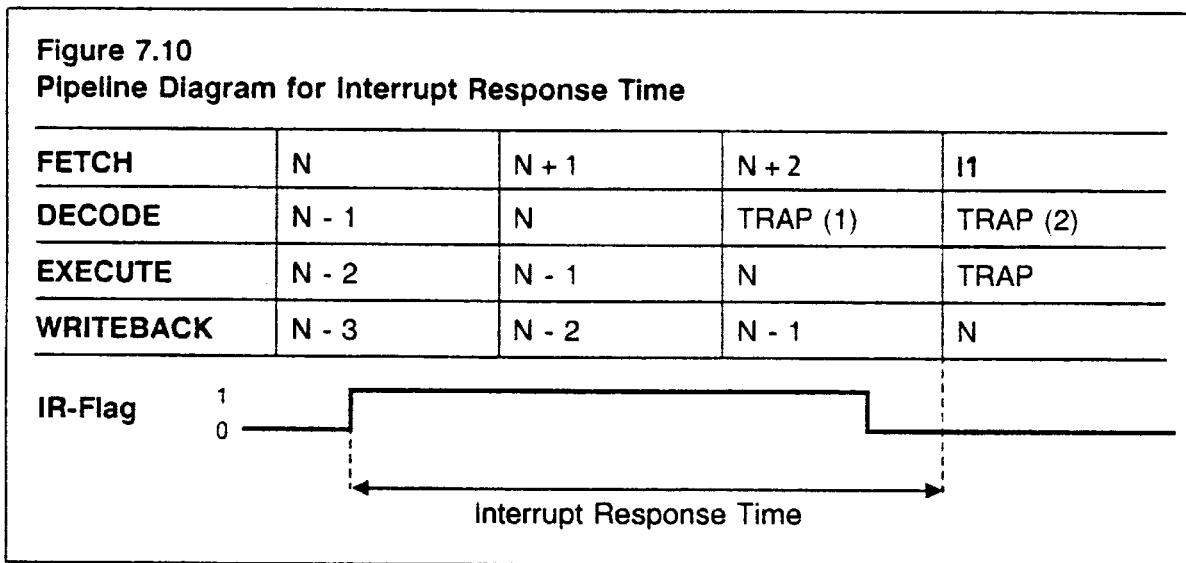 Figure 7.10
Pipeline Diagram for Interrupt Response Time
FETCH N N + 1 N + 2 I1
DECODE N - 1 N TRAP (1) TRAP (2)
EXECUTE N - 2 N - 1 N TRAP
WRITEBACK N - 3 N - 2 N - 1 N
IR-Flag 1
0
Interrupt Response Time